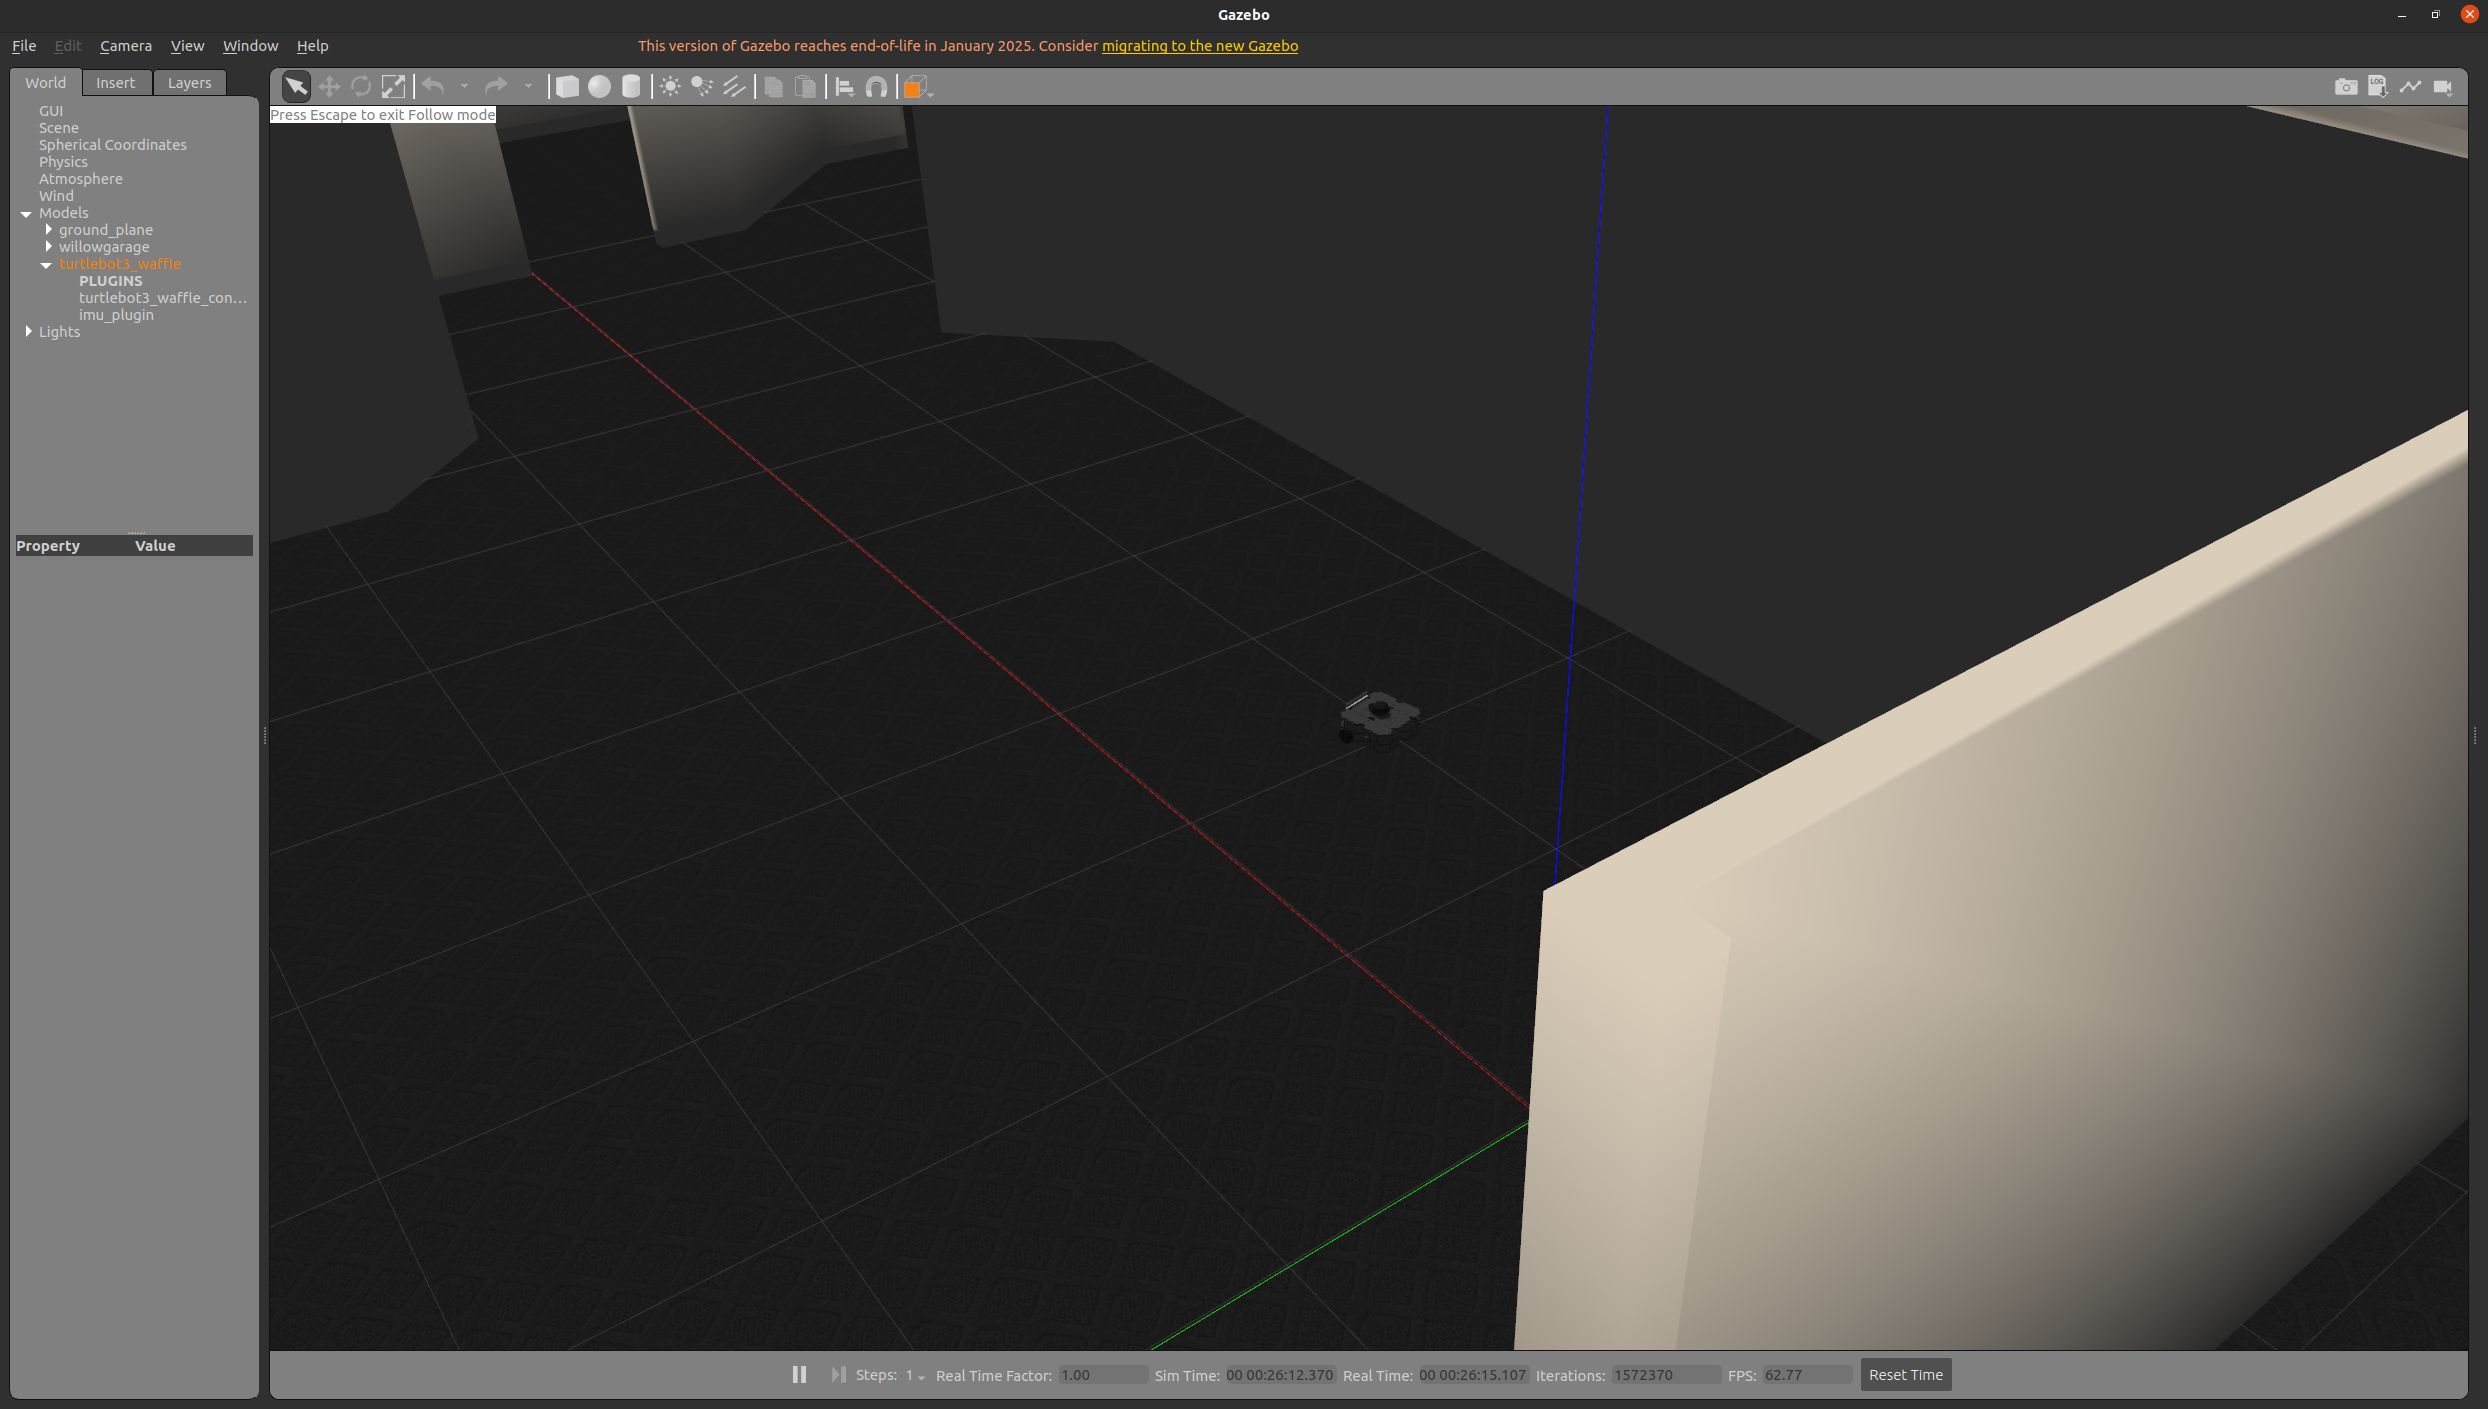 Gazebo
File Edit Camera View Window Help
This version of Gazebo reaches end-of-life in January 2025. Consider migrating to the new Gazebo
World Insert Layers
LOG
Press Escape to exit Follow mode
GUI
Scene
Spherical Coordinates
Physics
Atmosphere
Wind
Models
ground_plane
willowgarage
turtlebot3_waffle
PLUGINS
turtlebot3_waffle_con...
imu_plugin
Lights
Property Value
Steps: 1 Real Time Factor: 1.00 Sim Time: 00 00:26:12.370 Real Time: 00 00:26:15.107 Iterations: 1572370 FPS: 62.77 Reset Time